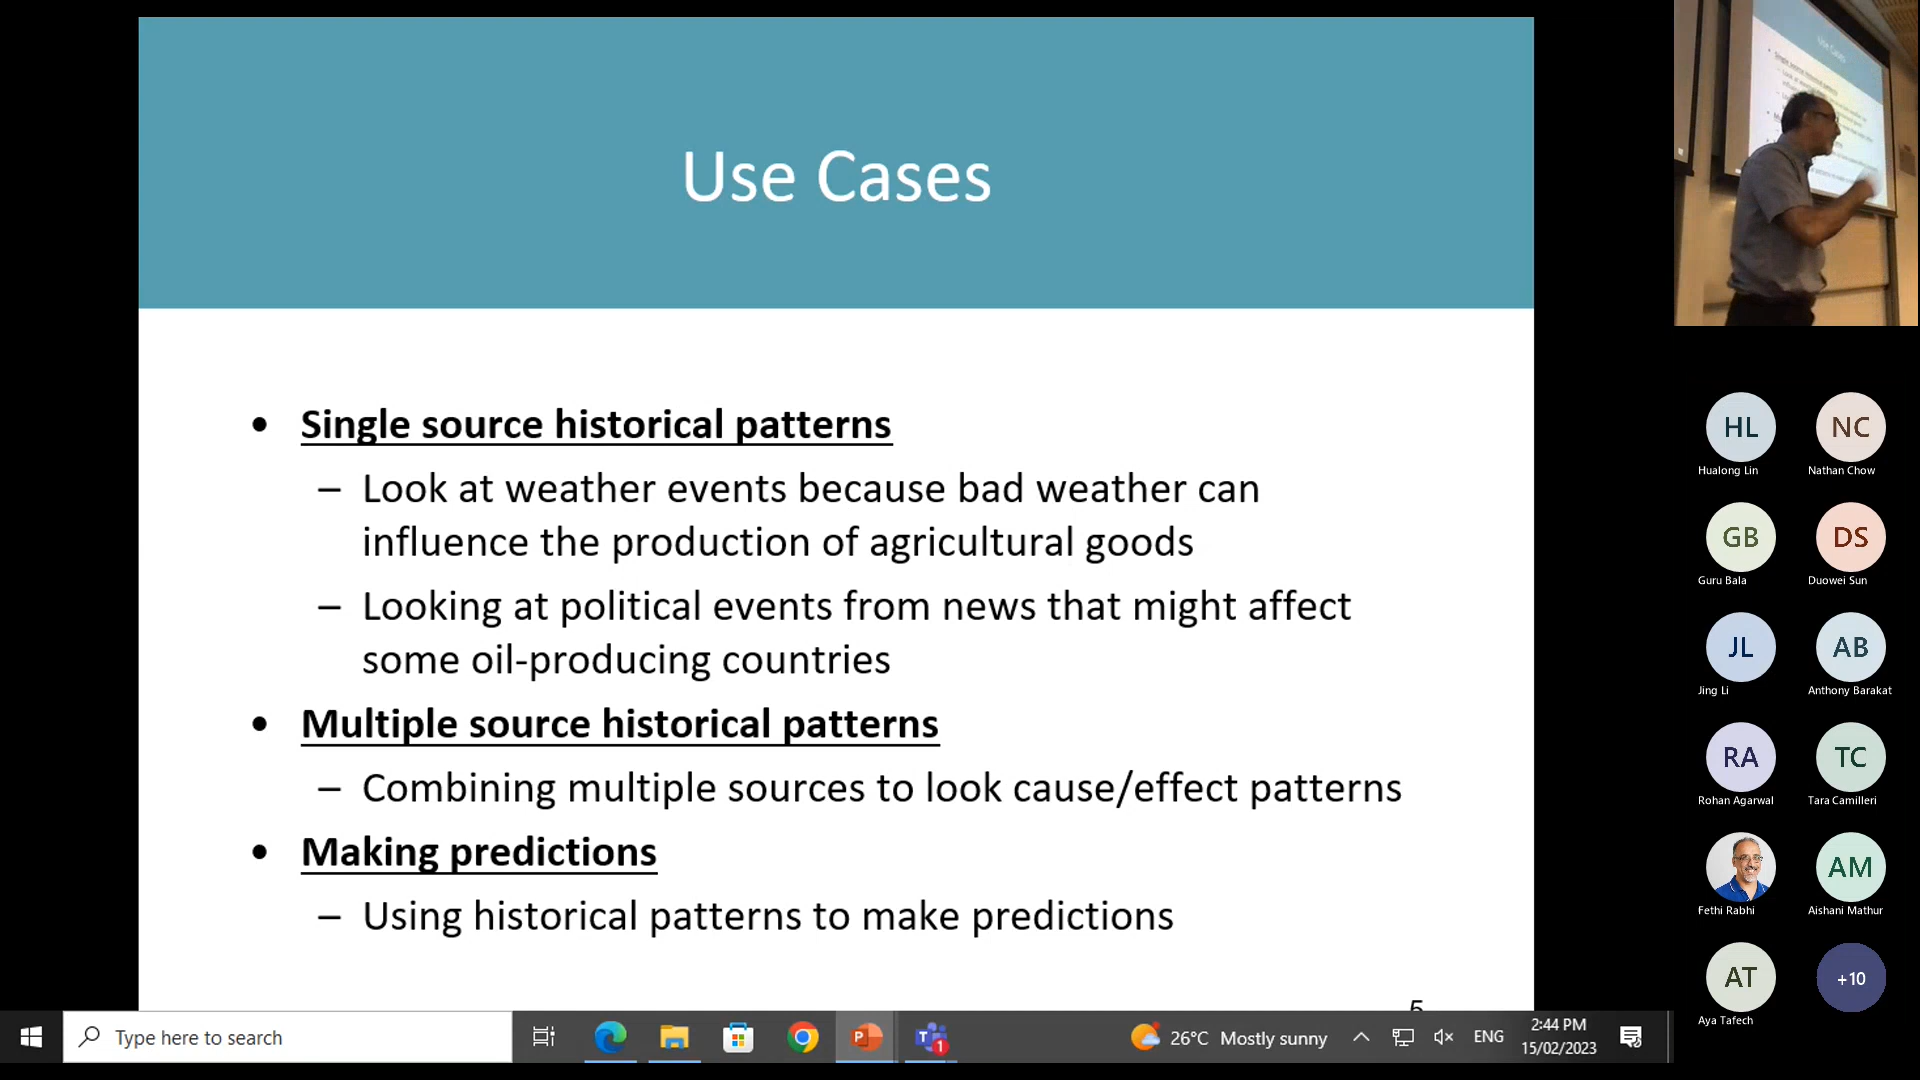 Use Cases
• Single source historical patterns
– Look at weather events because bad weather can
influence the production of agricultural goods
– Looking at political events from news that might affect
some oil-producing countries
• Multiple source historical patterns
– Combining multiple sources to look cause/effect patterns
• Making predictions
– Using historical patterns to make predictions
5
HL
Hualong Lin
NC
Nathan Chow
GB
Guru Bala
DS
Duowei Sun
JL
Jing Li
AB
Anthony Barakat
RA
Rohan Agarwal
TC
Tara Camilleri
Fethi Rabhi
AM
Aishani Mathur
AT
Aya Tafech
+10
Type here to search
1
26°C Mostly sunny
ENG
2:44 PM
15/02/2023